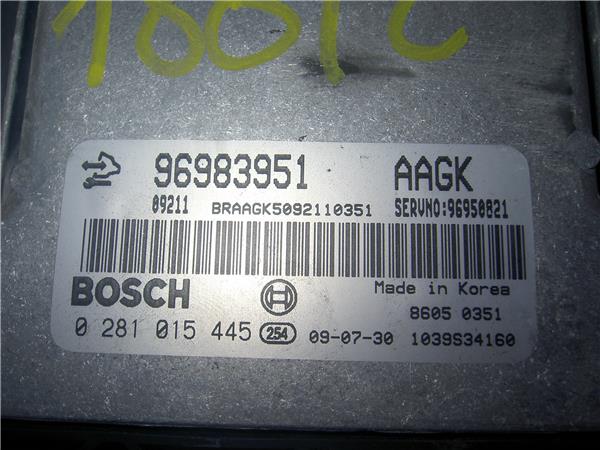 96983951 AAGK
09211 BRAAGK5092110351 SERVNO:96950821
BOSCH Made in Korea
8605 0351
0 281 015 445 254 09-07-30 1039S34160